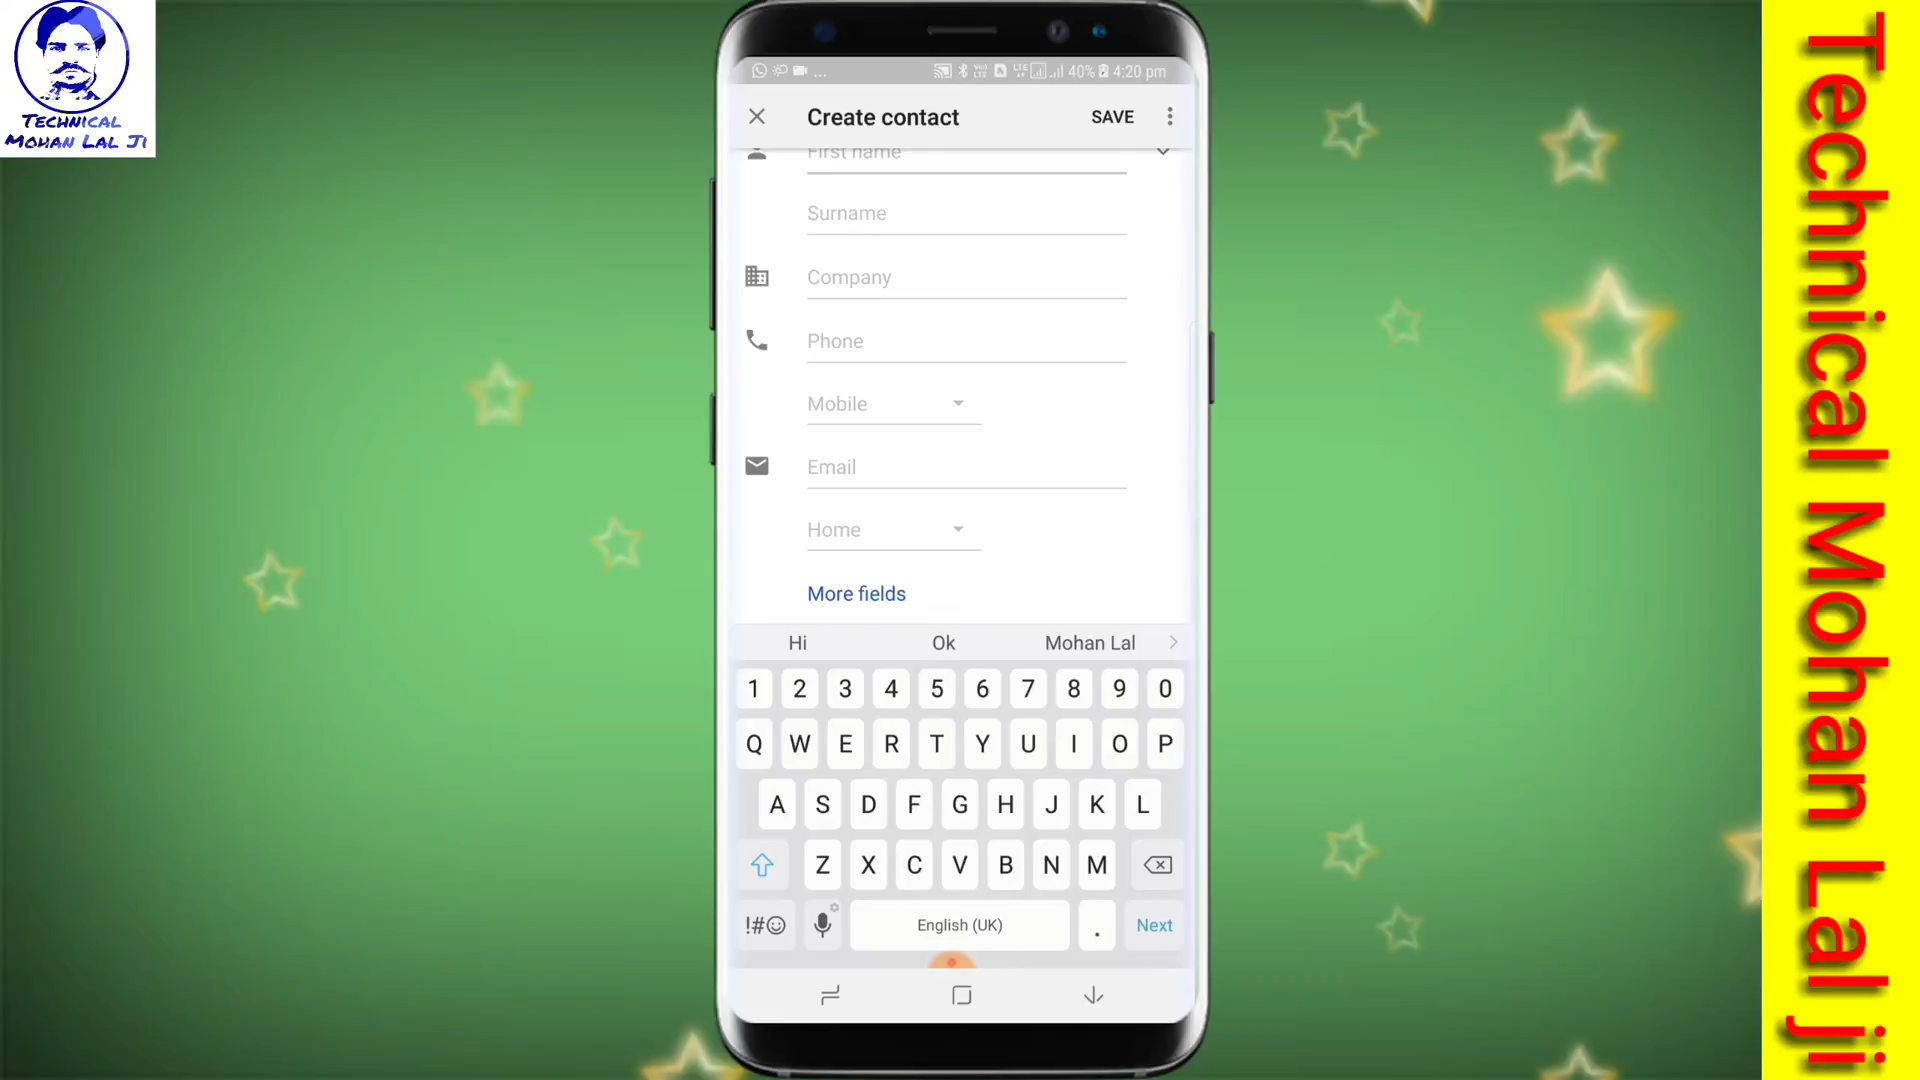 TECHNICAL
MOHAN LAL JI
LTE
40%
4:20 pm
Create contact
SAVE
First name
Surname
Company
Phone
Mobile
Email
Home
More fields
Hi
Ok
Mohan Lal
1 2 3 4 5 6 7 8 9 0
Q W E R T Y U I O P
A S D F G H J K L
Z X C V B N M
!#☺
English (UK)
.
Next
Technical Mohan Lal Ji